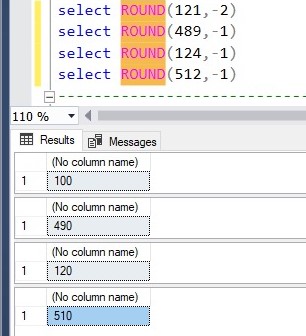 select ROUND(121,-2)
select ROUND(489,-1)
select ROUND(124,-1)
select ROUND(512,-1)
110 %
Results Messages
(No column name)
1 100
(No column name)
1 490
(No column name)
1 120
(No column name)
1 510